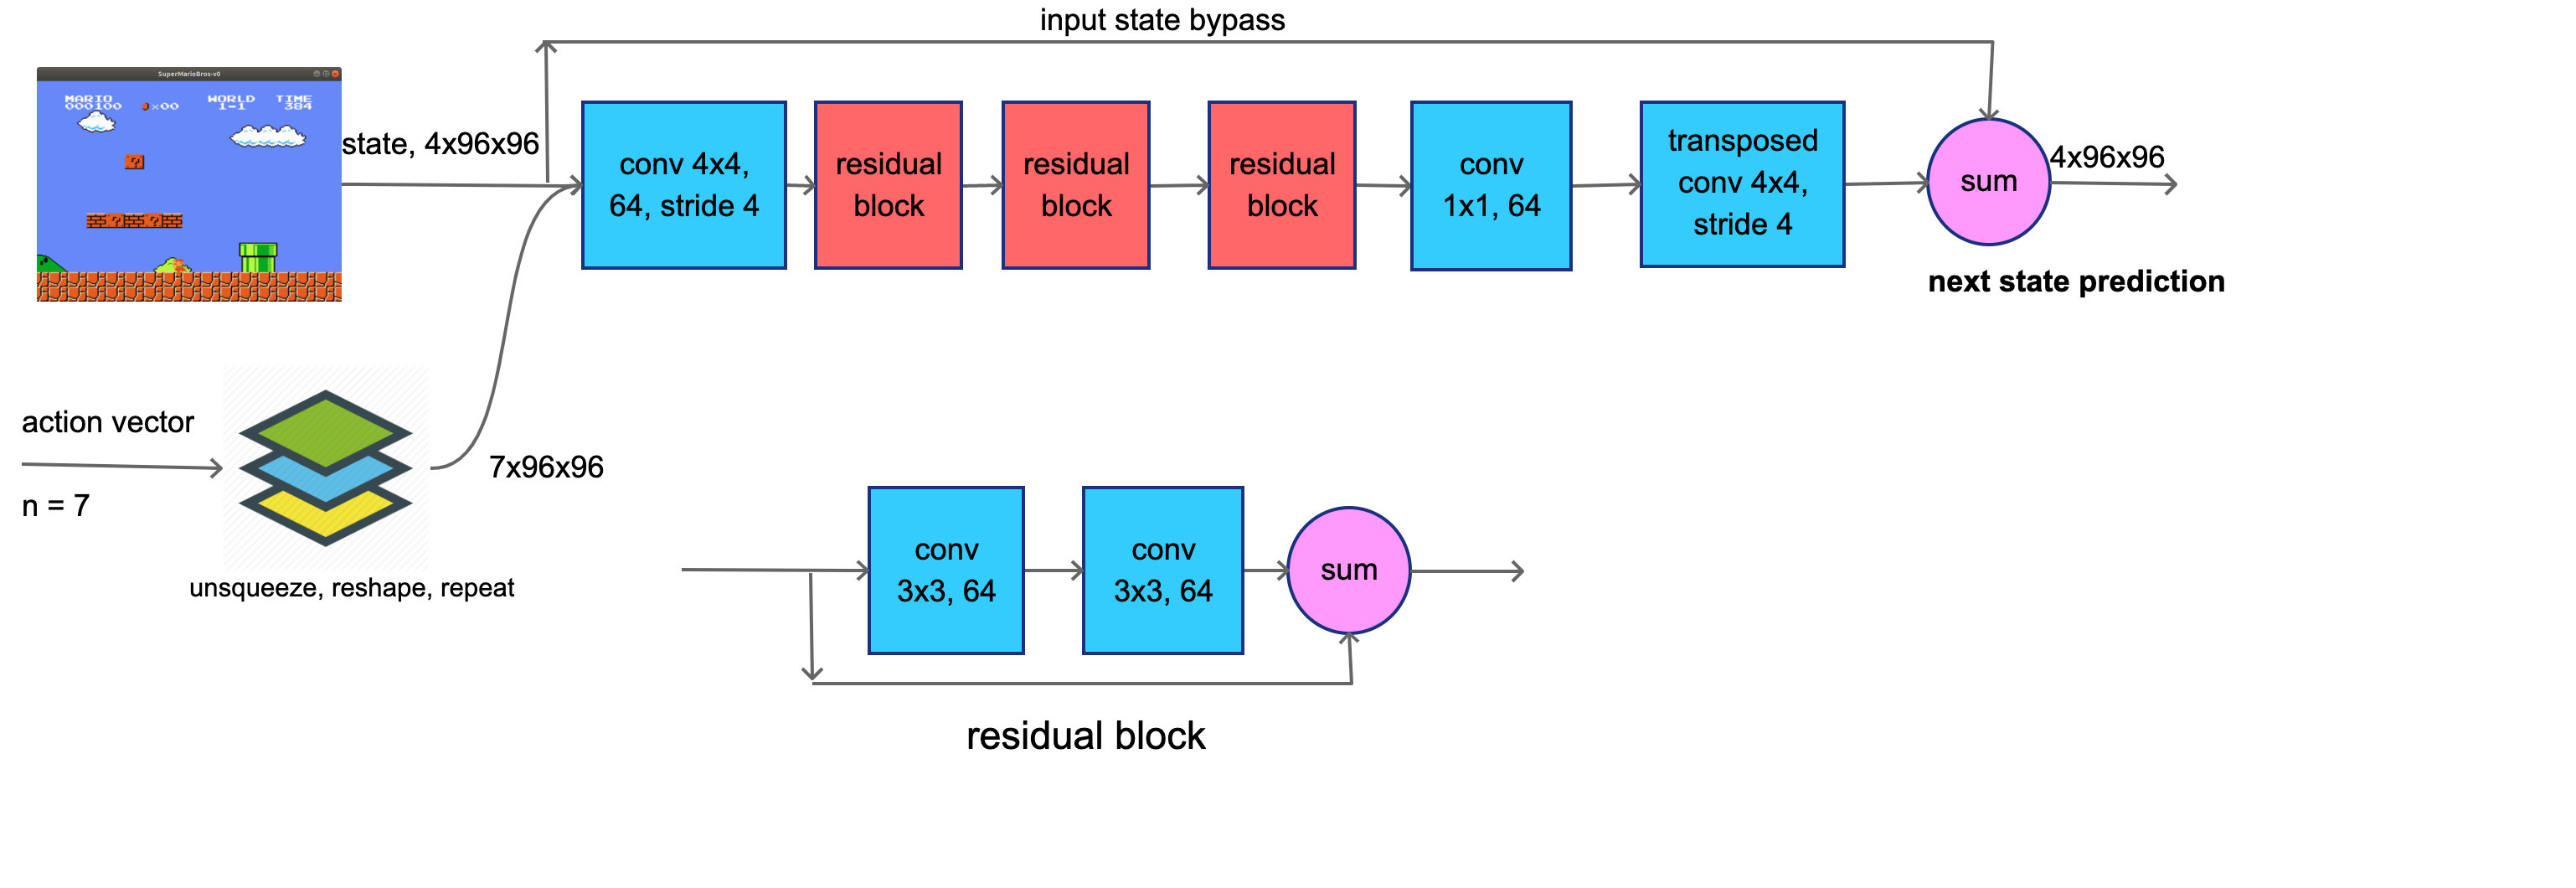 input state bypass
SuperMarioBros-v0
MARIO
WORLD
TIME
000100
×00
1-1
384
state, 4x96x96
conv 4x4,
64, stride 4
residual
block
residual
block
residual
block
conv
1x1, 64
transposed
conv 4x4,
stride 4
sum
4x96x96
next state prediction
?
?
?
action vector
n = 7
7x96x96
unsqueeze, reshape, repeat
conv
3x3, 64
conv
3x3, 64
sum
residual block